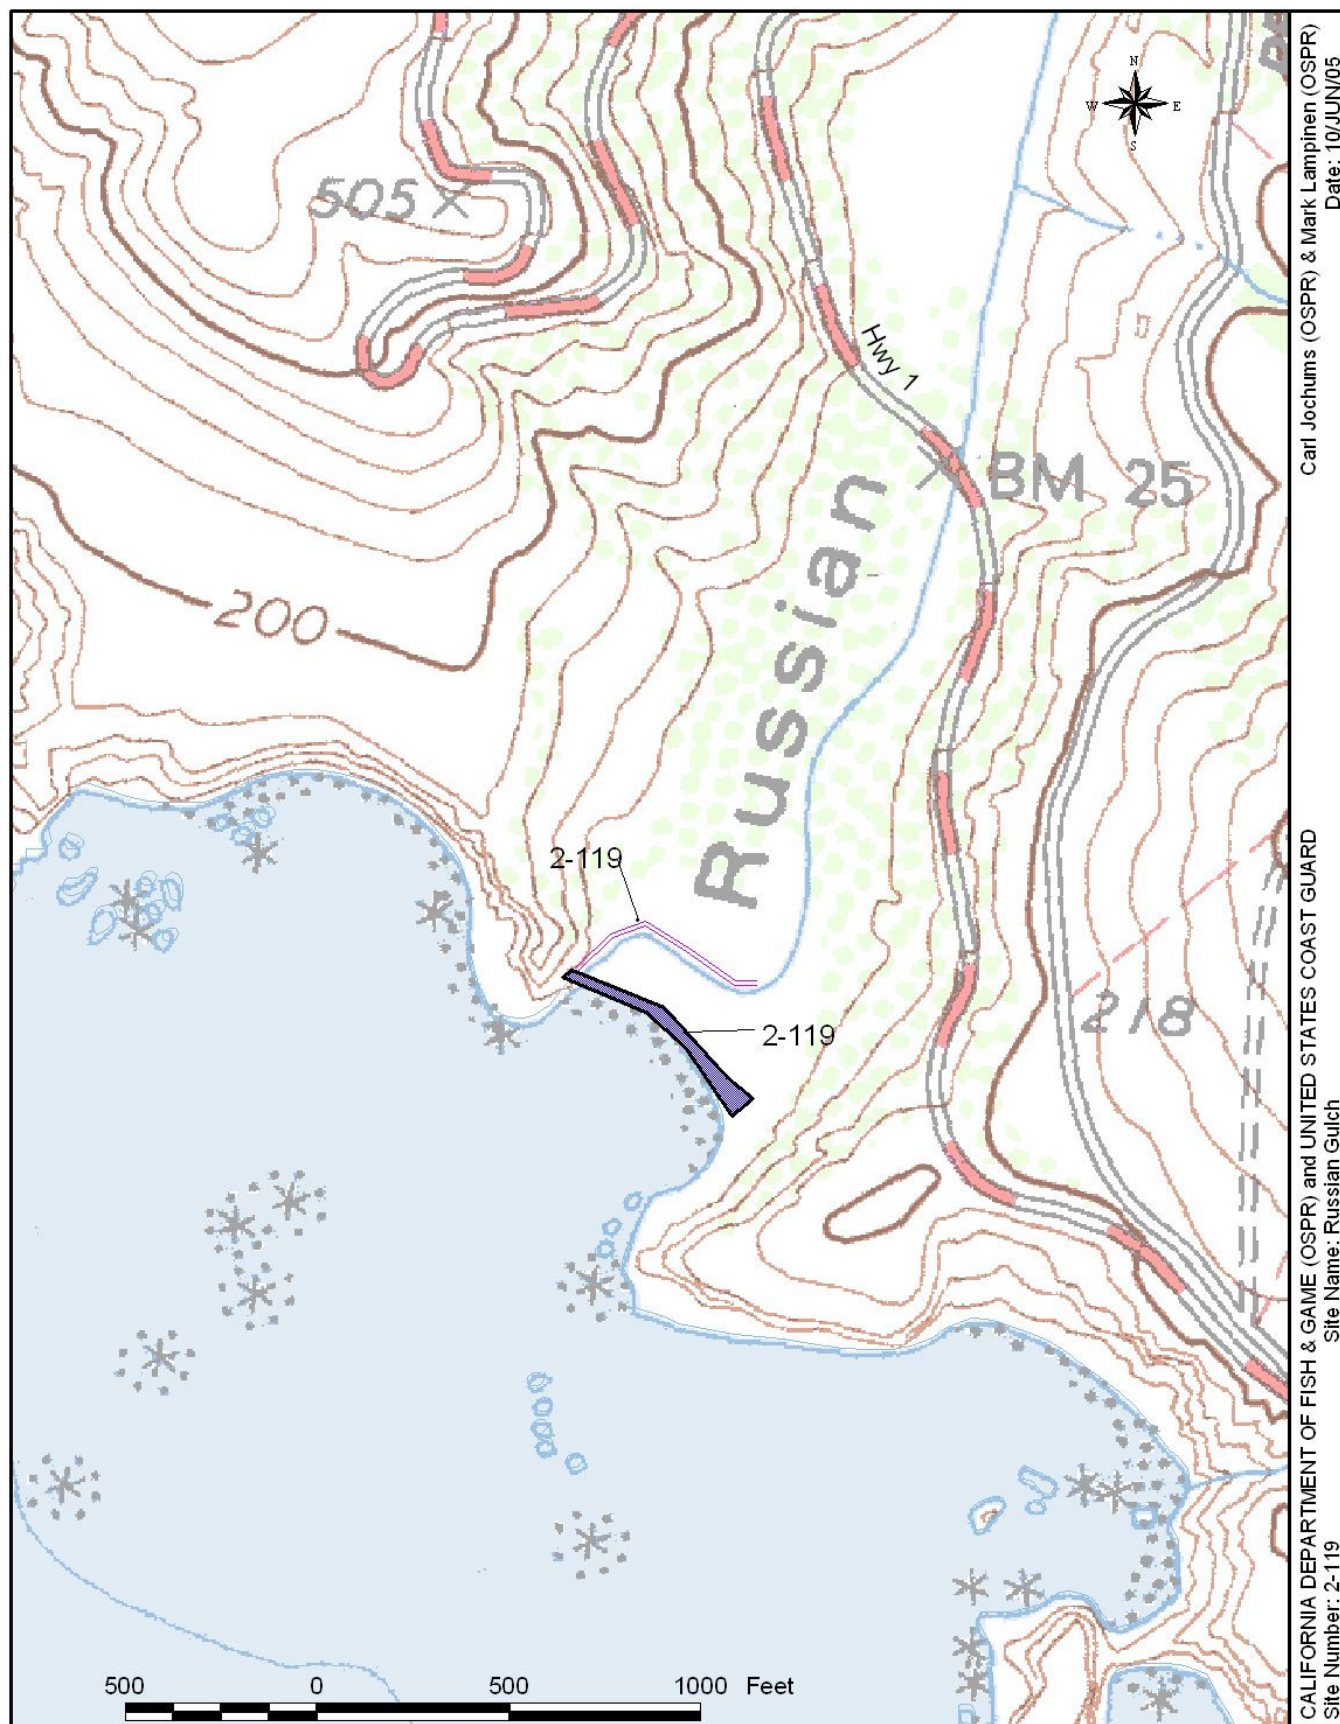 N
W E
S
505
Hwy 1
BM 25
Russian
200
2-119
2-119
218
500 0 500 1000 Feet
CALIFORNIA DEPARTMENT OF FISH & GAME (OSPR) and UNITED STATES COAST GUARD
Carl Jochums (OSPR) & Mark Lampinen (OSPR)
Site Number: 2-119
Site Name: Russian Gulch
Date: 10/JUN/05